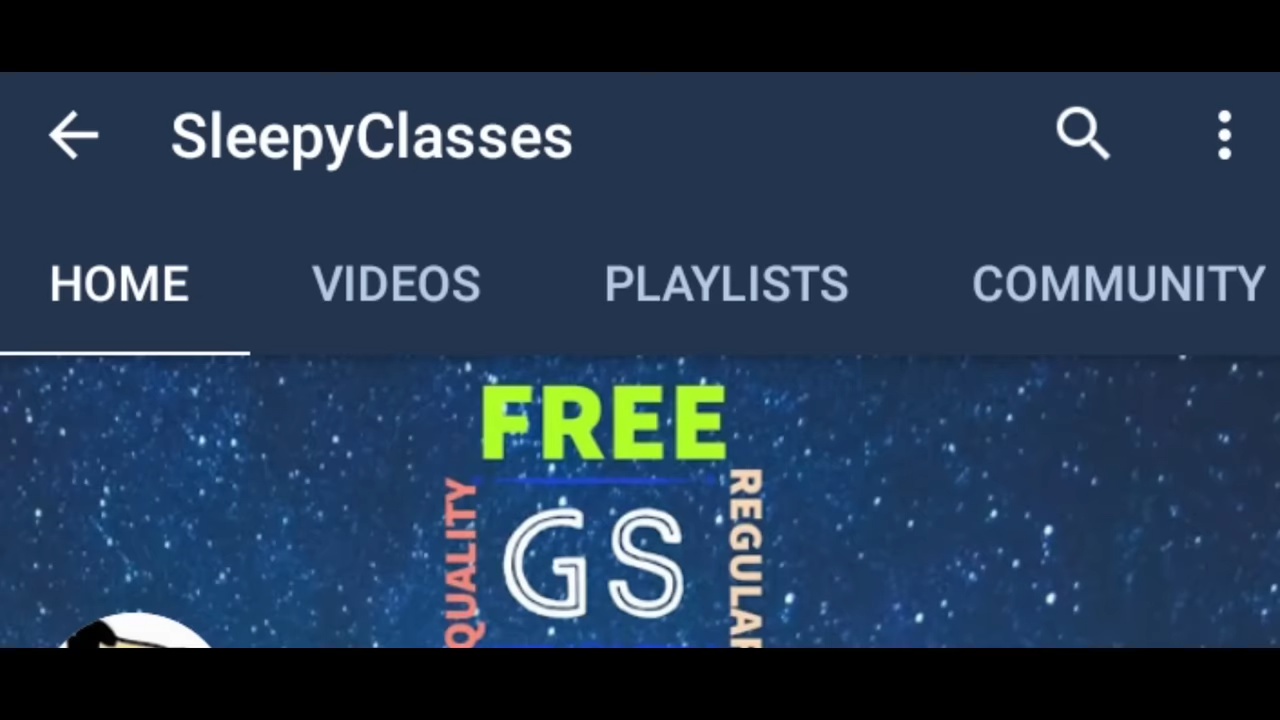 SleepyClasses
HOME VIDEOS PLAYLISTS COMMUNITY
FREE
QUALITY
GS